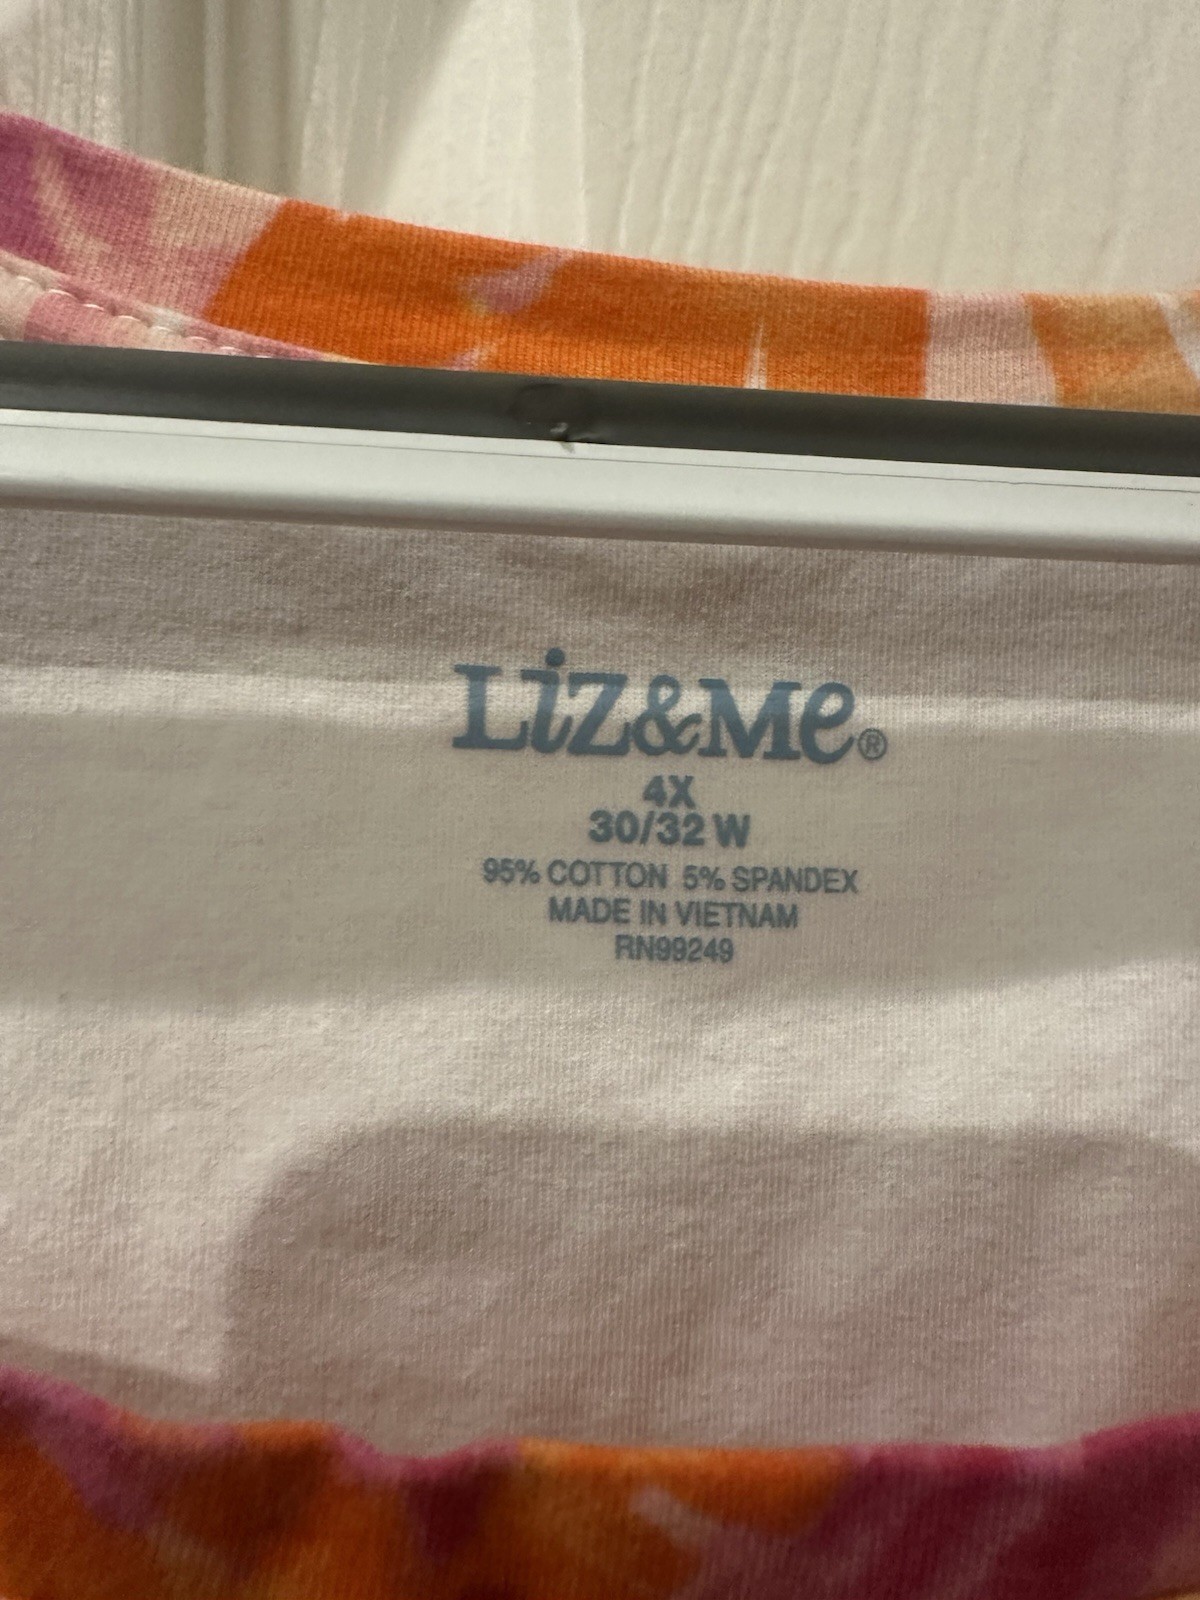 Liz&Me®
4X
30/32 W
95% COTTON 5% SPANDEX
MADE IN VIETNAM
RN99249